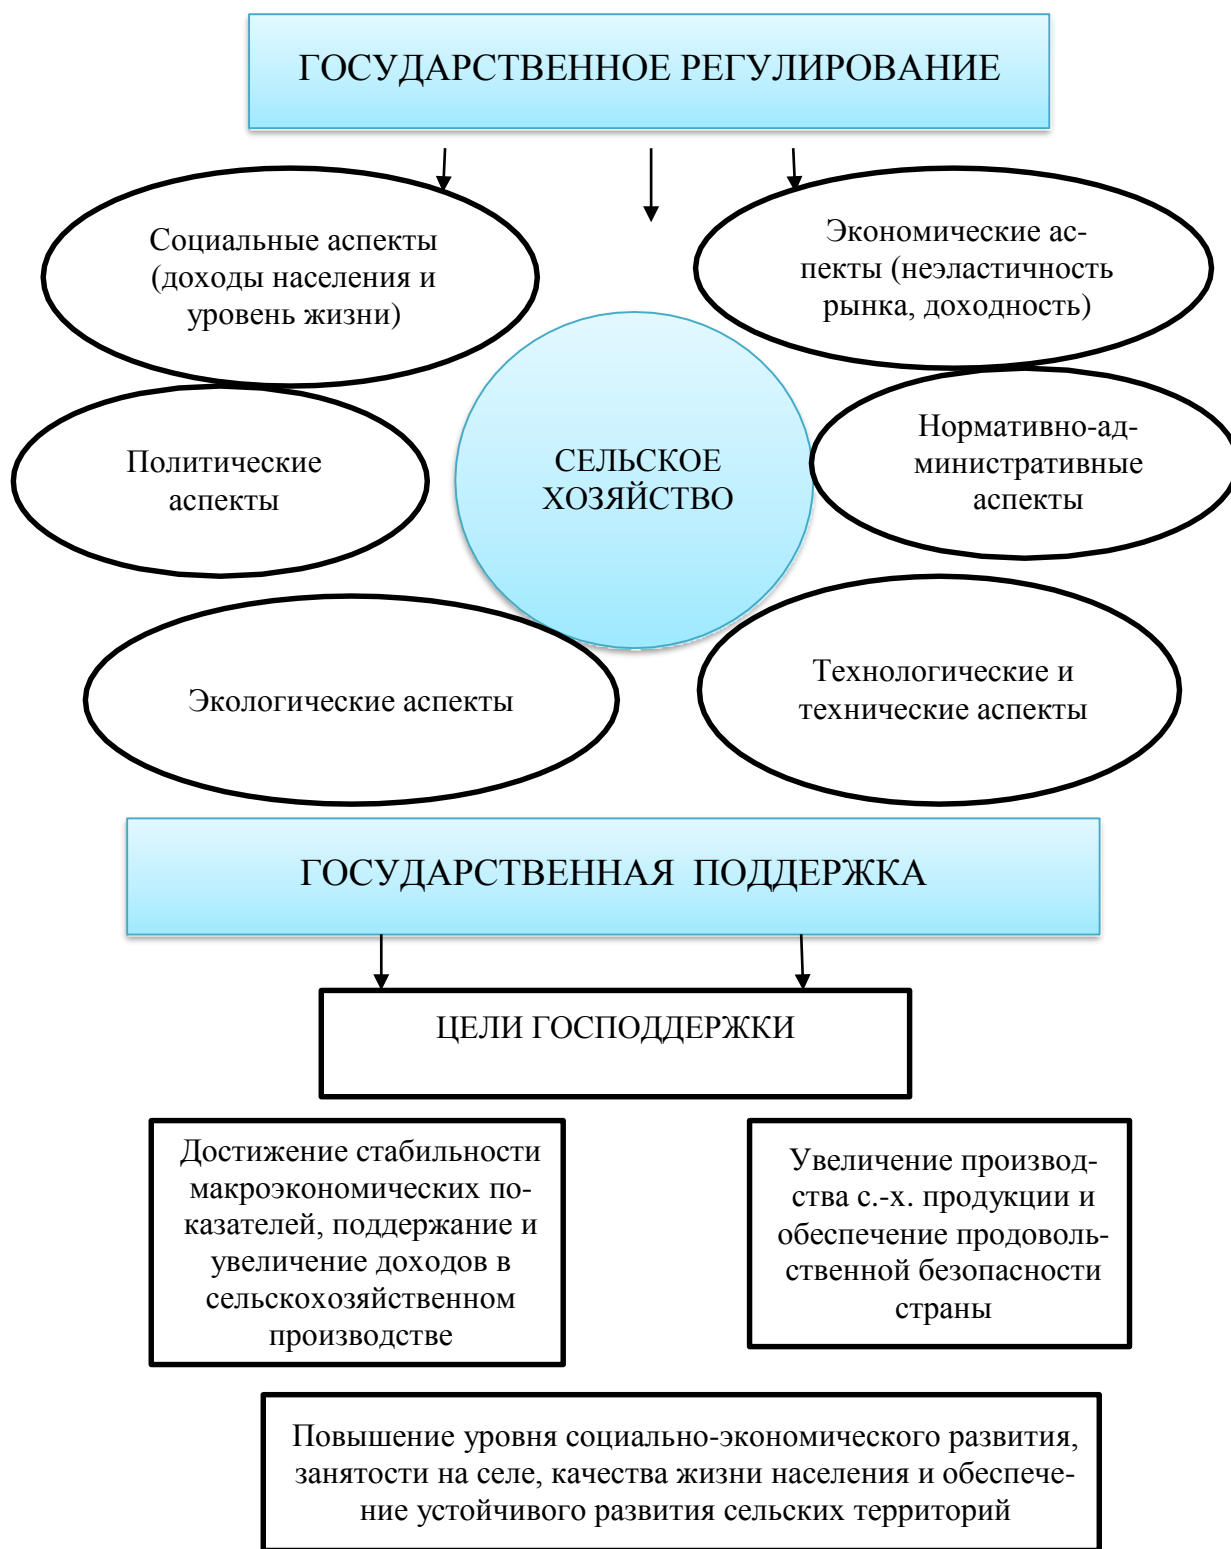 ГОСУДАРСТВЕННОЕ РЕГУЛИРОВАНИЕ
Социальные аспекты
(доходы населения и
уровень жизни)
Экономические ас-
пекты (неэластичность
рынка, доходность)
Политические
аспекты
СЕЛЬСКОЕ
ХОЗЯЙСТВО
Нормативно-ад-
министративные
аспекты
Экологические аспекты
Технологические и
технические аспекты
ГОСУДАРСТВЕННАЯ ПОДДЕРЖКА
ЦЕЛИ ГОСПОДДЕРЖКИ
Достижение стабильности
макроэкономических по-
казателей, поддержание и
увеличение доходов в
сельскохозяйственном
производстве
Увеличение производ-
ства с.-х. продукции и
обеспечение продоволь-
ственной безопасности
страны
Повышение уровня социально-экономического развития,
занятости на селе, качества жизни населения и обеспече-
ние устойчивого развития сельских территорий